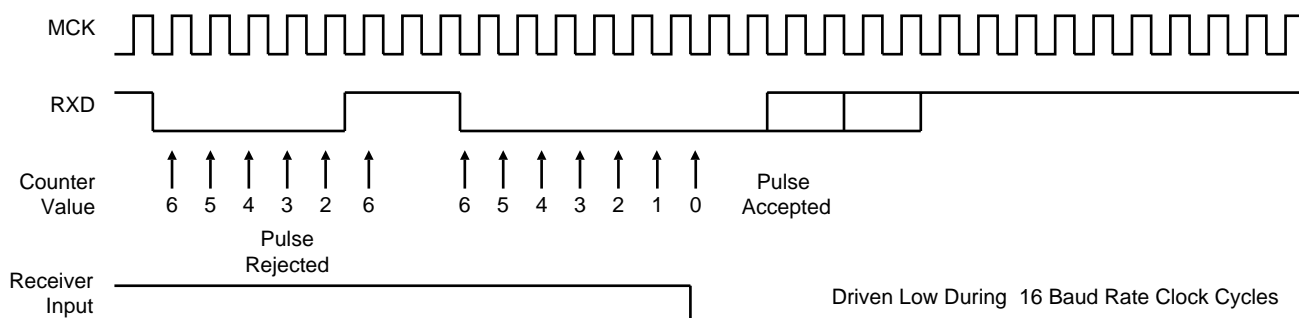 MCK
RXD
Counter
Value
6 5 4 3 2 6 6 5 4 3 2 1 0
Pulse
Accepted
Pulse
Rejected
Receiver
Input
Driven Low During 16 Baud Rate Clock Cycles